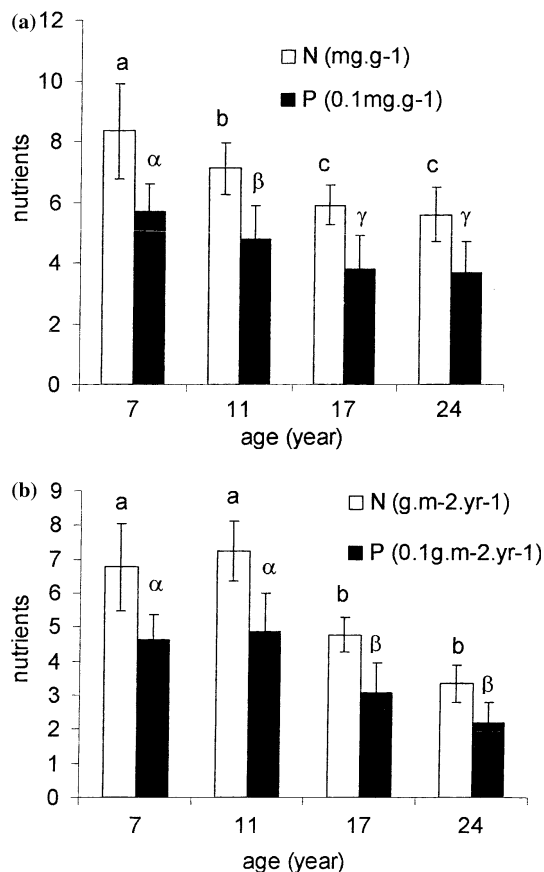 (a)
12
10
8
6
4
2
0
nutrients
N (mg.g-1)
P (0.1mg.g-1)
a
α
b
β
c
γ
c
γ
7 11 17 24
age (year)
(b)
9
8
7
6
5
4
3
2
1
0
nutrients
N (g.m-2.yr-1)
P (0.1g.m-2.yr-1)
a
α
a
α
b
β
b
β
7 11 17 24
age (year)